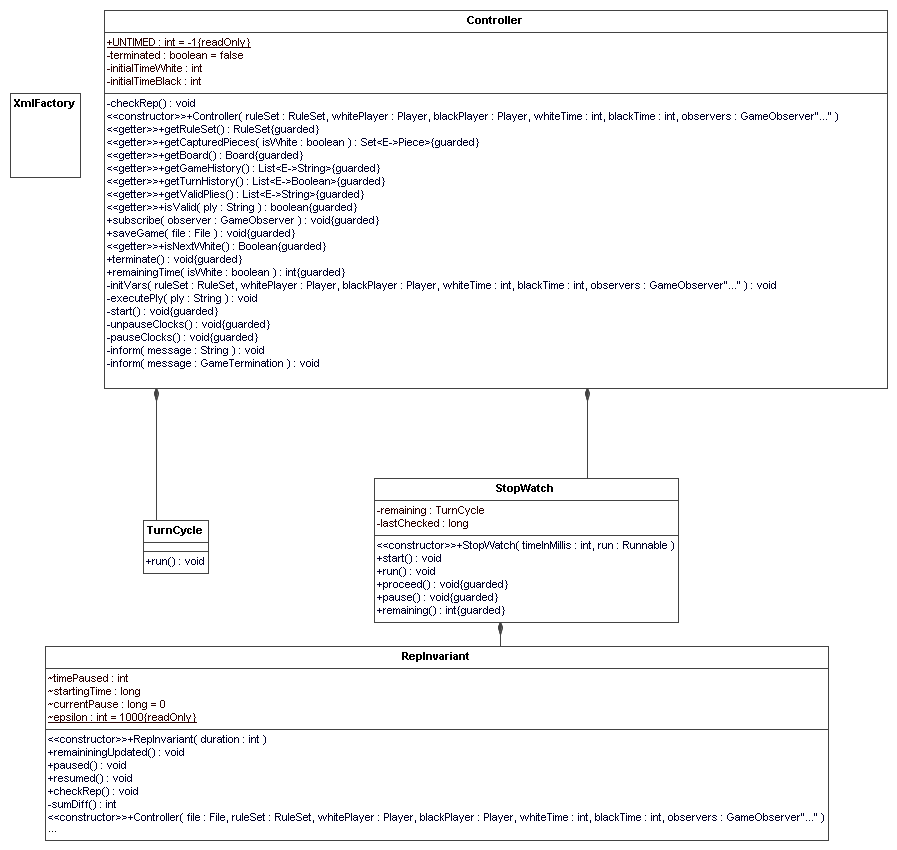 Controller
+UNTIMED : int = -1{readOnly}
-terminated : boolean = false
-initialTimeWhite : int
-initialTimeBlack : int
XmlFactory
-checkRep() : void
<<constructor>>+Controller( ruleSet : RuleSet, whitePlayer : Player, blackPlayer : Player, whiteTime : int, blackTime : int, observers : GameObserver"..." )
<<getter>>+getRuleSet() : RuleSet{guarded}
<<getter>>+getCapturedPieces( isWhite : boolean ) : Set<E->Piece>{guarded}
<<getter>>+getBoard() : Board{guarded}
<<getter>>+getGameHistory() : List<E->String>{guarded}
<<getter>>+getTurnHistory() : List<E->Boolean>{guarded}
<<getter>>+getValidPlies() : List<E->String>{guarded}
<<getter>>+isValid( ply : String ) : boolean{guarded}
+subscribe( observer : GameObserver ) : void{guarded}
+saveGame( file : File ) : void{guarded}
<<getter>>+isNextWhite() : Boolean{guarded}
+terminate() : void{guarded}
+remainingTime( isWhite : boolean ) : int{guarded}
-initVars( ruleSet : RuleSet, whitePlayer : Player, blackPlayer : Player, whiteTime : int, blackTime : int, observers : GameObserver"..." ) : void
-executePly( ply : String ) : void
-start() : void{guarded}
-unpauseClocks() : void{guarded}
-pauseClocks() : void{guarded}
-inform( message : String ) : void
-inform( message : GameTermination ) : void
TurnCycle
+run() : void
StopWatch
-remaining : TurnCycle
-lastChecked : long
<<constructor>>+StopWatch( timeInMillis : int, run : Runnable )
+start() : void
+run() : void
+proceed() : void{guarded}
+pause() : void{guarded}
+remaining() : int{guarded}
RepInvariant
~timePaused : int
~startingTime : long
~currentPause : long = 0
~epsilon : int = 1000{readOnly}
<<constructor>>+RepInvariant( duration : int )
+remaininingUpdated() : void
+paused() : void
+resumed() : void
+checkRep() : void
-sumDiff() : int
<<constructor>>+Controller( file : File, ruleSet : RuleSet, whitePlayer : Player, blackPlayer : Player, whiteTime : int, blackTime : int, observers : GameObserver"..." )
...